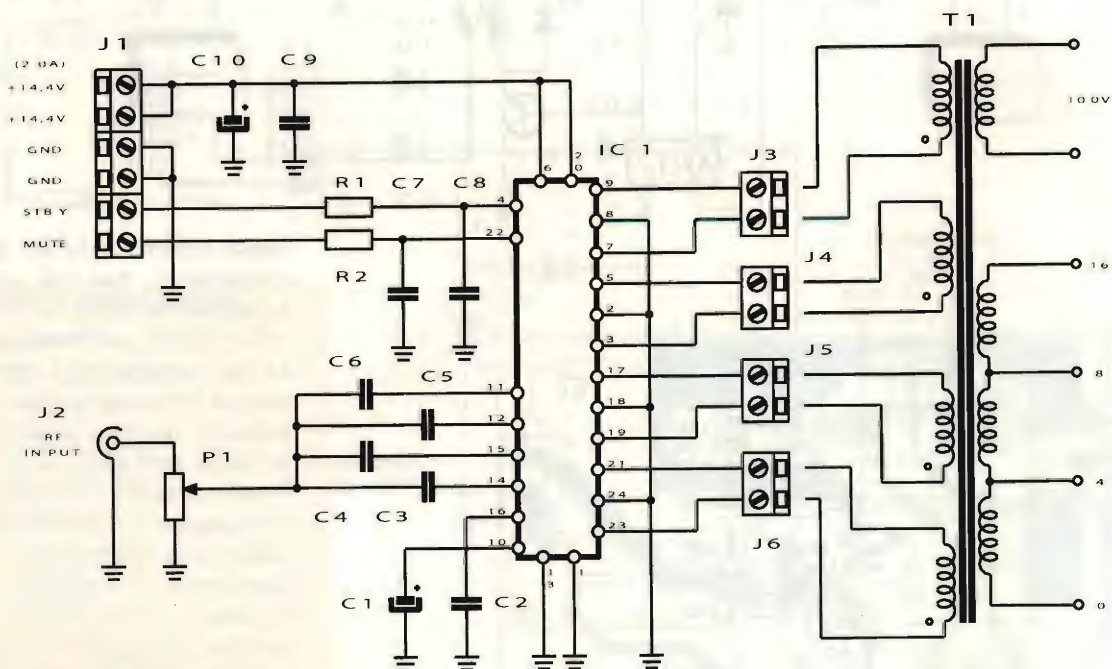 T1
J1
(20A)
+14,4V
+14,4V
GND
GND
STBY
MUTE
C10
C9
100V
IC 1
6
20
R1
C7
C8
R2
4
22
9
8
7
5
2
3
17
18
19
21
24
23
J3
J4
J5
J6
16
8
4
0
C6
C5
11
12
15
14
16
10
J2
RF
INPUT
P1
C4
C3
C1
C2
13
1
+
+